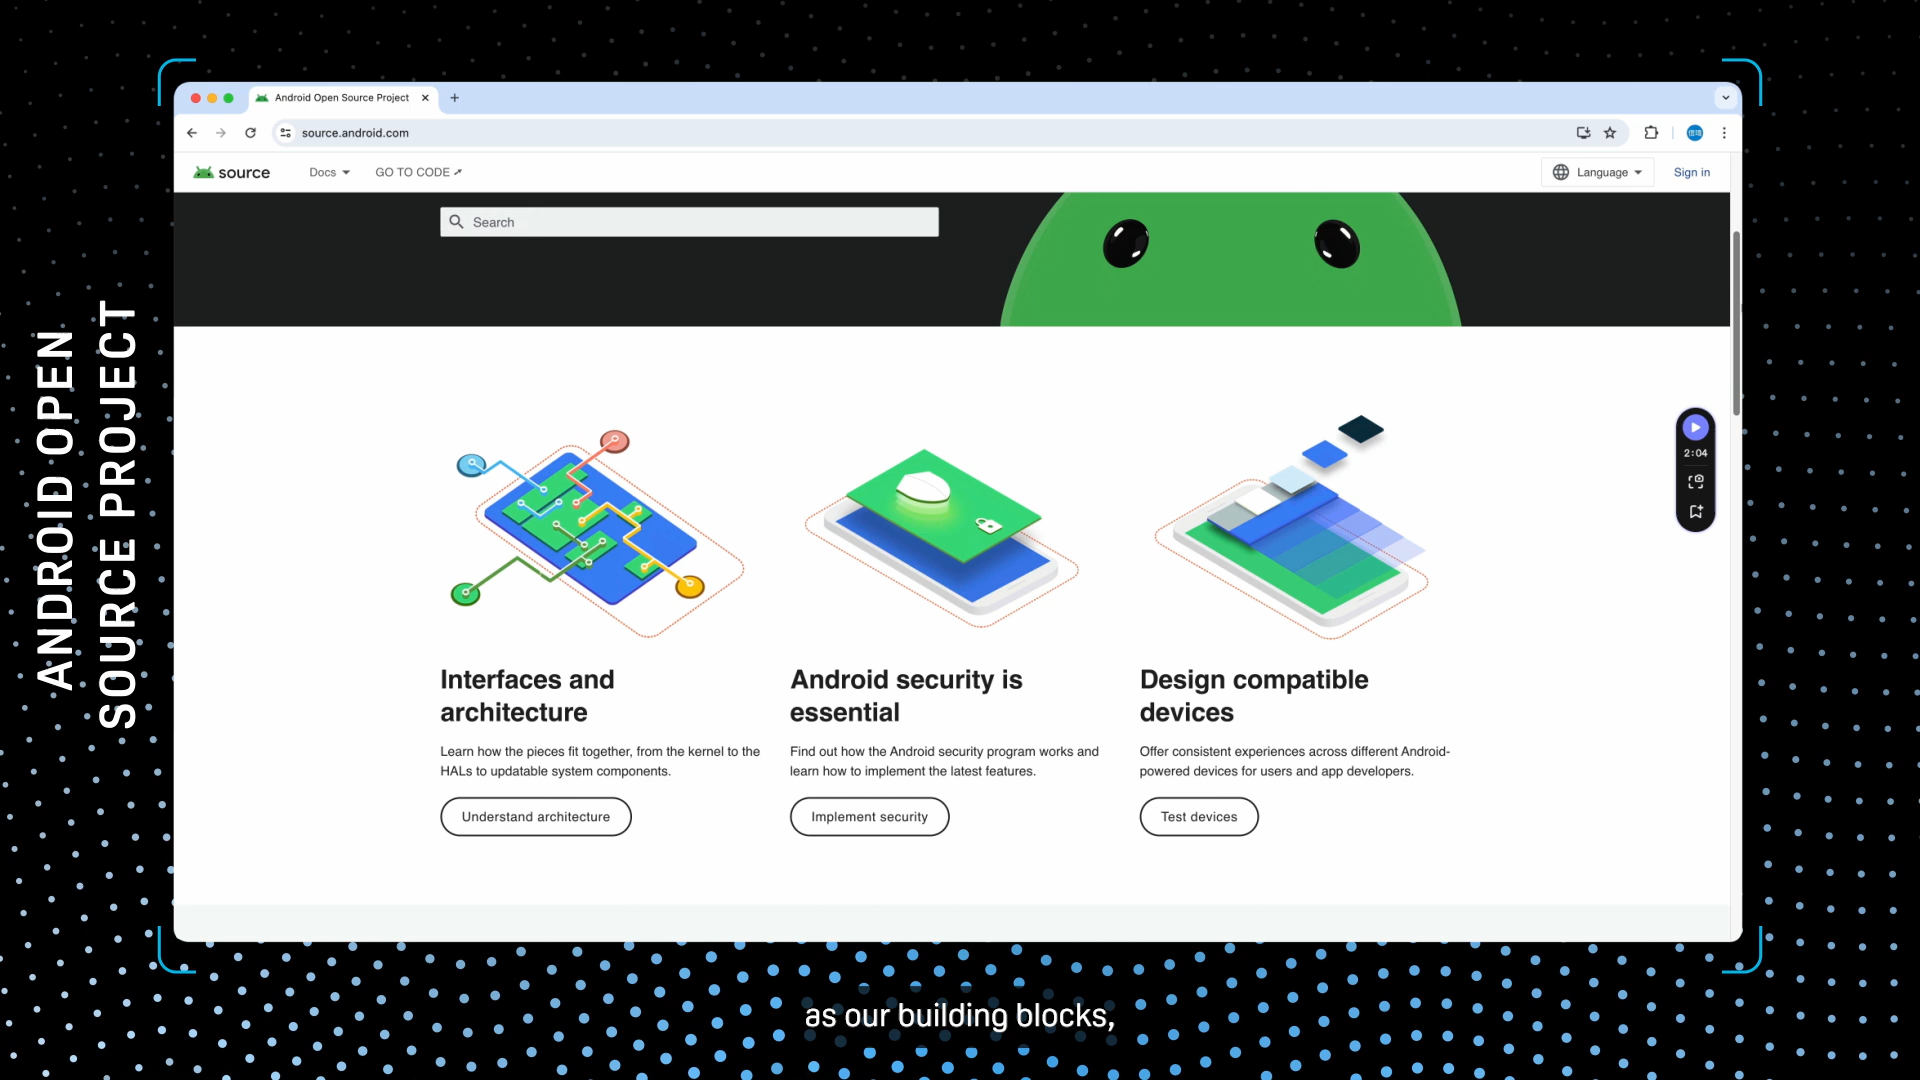 ANDROID OPEN
SOURCE PROJECT
Android Open Source Project
source.android.com
source
Docs
GO TO CODE
Language
Sign in
Search
2:04
Interfaces and
architecture
Learn how the pieces fit together, from the kernel to the
HALs to updatable system components.
Understand architecture
Android security is
essential
Find out how the Android security program works and
learn how to implement the latest features.
Implement security
Design compatible
devices
Offer consistent experiences across different Android-
powered devices for users and app developers.
Test devices
as our building blocks,